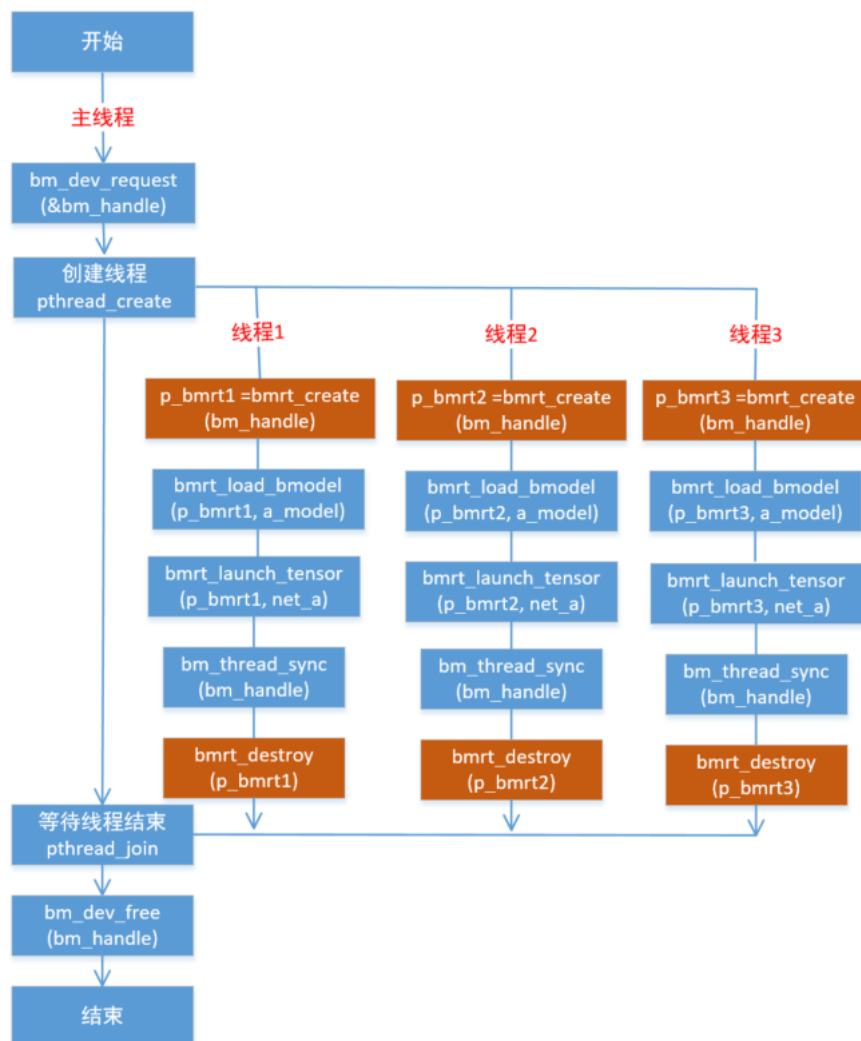 开始
主线程
bm_dev_request
(&bm_handle)
创建线程
pthread_create
线程1
p_bmrt1 =bmrt_create
(bm_handle)
bmrt_load_bmodel
(p_bmrt1, a_model)
bmrt_launch_tensor
(p_bmrt1, net_a)
bm_thread_sync
(bm_handle)
bmrt_destroy
(p_bmrt1)
线程2
p_bmrt2 =bmrt_create
(bm_handle)
bmrt_load_bmodel
(p_bmrt2, a_model)
bmrt_launch_tensor
(p_bmrt2, net_a)
bm_thread_sync
(bm_handle)
bmrt_destroy
(p_bmrt2)
线程3
p_bmrt3 =bmrt_create
(bm_handle)
bmrt_load_bmodel
(p_bmrt3, a_model)
bmrt_launch_tensor
(p_bmrt3, net_a)
bm_thread_sync
(bm_handle)
bmrt_destroy
(p_bmrt3)
等待线程结束
pthread_join
bm_dev_free
(bm_handle)
结束